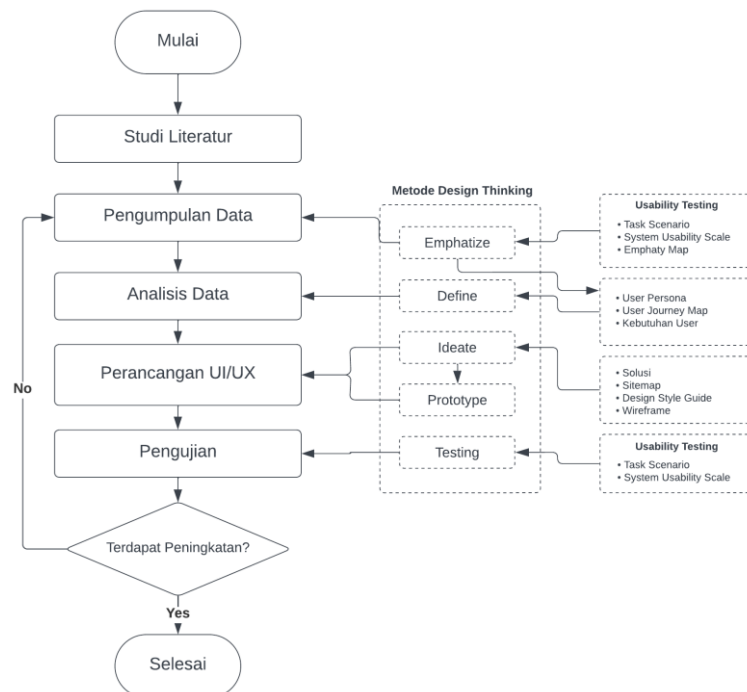 Mulai
Studi Literatur
Pengumpulan Data
Analisis Data
Perancangan UI/UX
Pengujian
Terdapat Peningkatan?
No
Yes
Selesai
Metode Design Thinking
Emphatize
Define
Ideate
Prototype
Testing
Usability Testing
• Task Scenario
• System Usability Scale
• Emphaty Map
• User Persona
• User Journey Map
• Kebutuhan User
• Solusi
• Sitemap
• Design Style Guide
• Wireframe
Usability Testing
• Task Scenario
• System Usability Scale